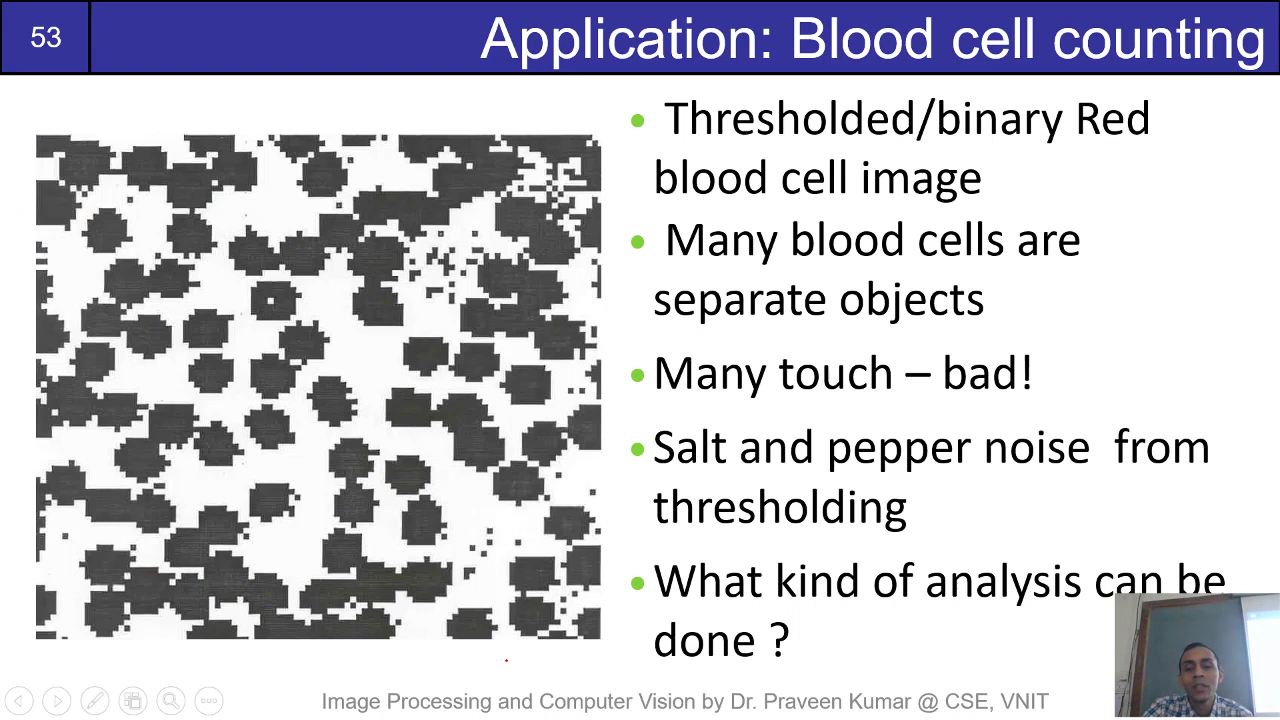 53
Application: Blood cell counting
• Thresholded/binary Red
blood cell image
• Many blood cells are
separate objects
• Many touch – bad!
• Salt and pepper noise from
thresholding
• What kind of analysis can be
done ?
Image Processing and Computer Vision by Dr. Praveen Kumar @ CSE, VNIT